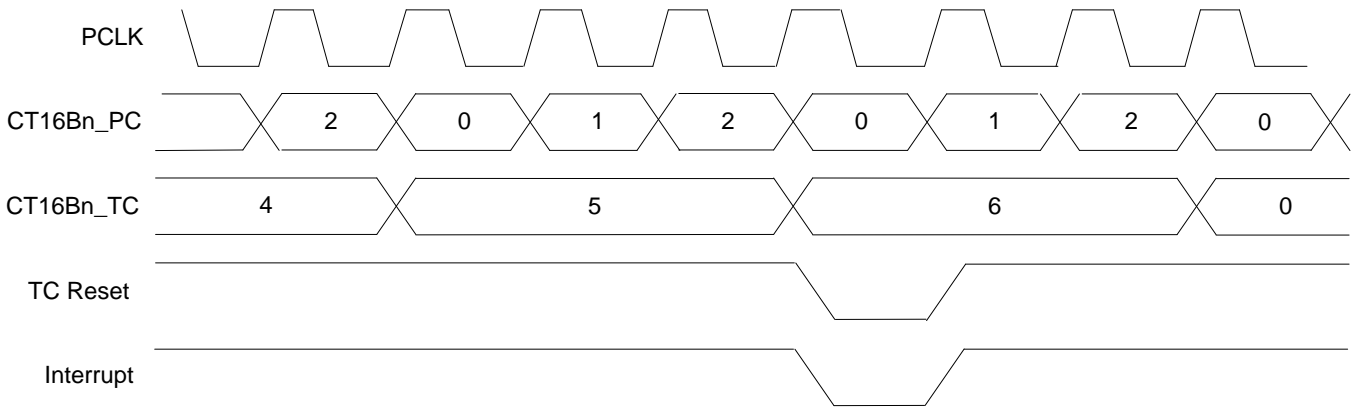 PCLK
CT16Bn_PC 2 0 1 2 0 1 2 0
CT16Bn_TC 4 5 6 0
TC Reset
Interrupt